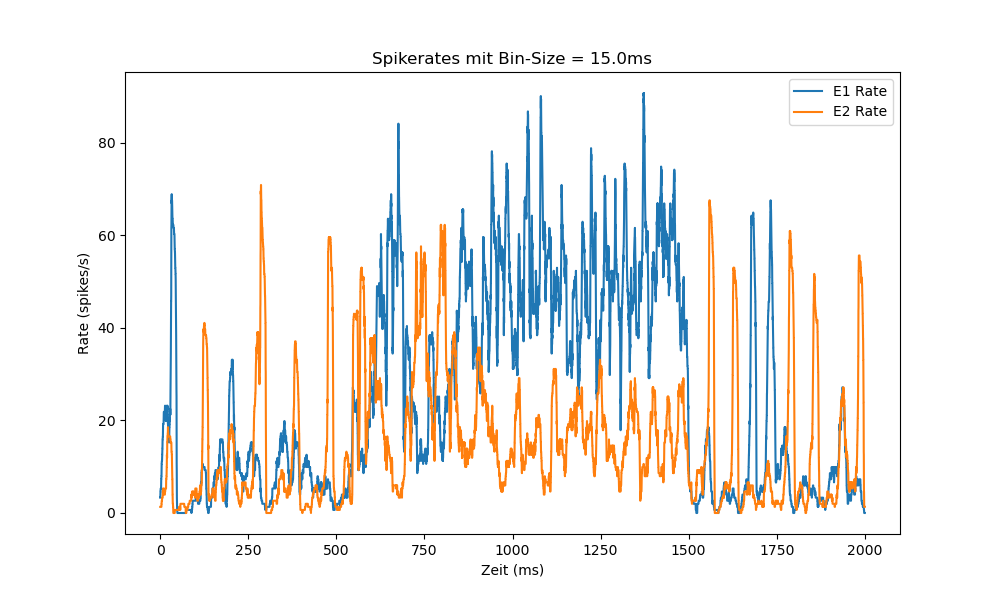 Spikerates mit Bin-Size = 15.0ms
E1 Rate
E2 Rate
Rate (spikes/s)
80
60
40
20
0
0 250 500 750 1000 1250 1500 1750 2000
Zeit (ms)